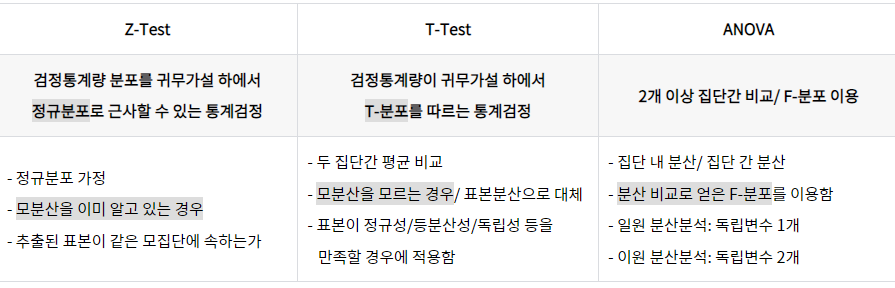 Z-Test
T-Test
ANOVA
검정통계량 분포를 귀무가설 하에서
정규분포로 근사할 수 있는 통계검정
검정통계량이 귀무가설 하에서
T-분포를 따르는 통계검정
2개 이상 집단간 비교/ F-분포 이용
- 정규분포 가정
- 모분산을 이미 알고 있는 경우
- 추출된 표본이 같은 모집단에 속하는가
- 두 집단간 평균 비교
- 모분산을 모르는 경우/ 표본분산으로 대체
- 표본이 정규성/등분산성/독립성 등을
만족할 경우에 적용함
- 집단 내 분산/ 집단 간 분산
- 분산 비교로 얻은 F-분포를 이용함
- 일원 분산분석: 독립변수 1개
- 이원 분산분석: 독립변수 2개